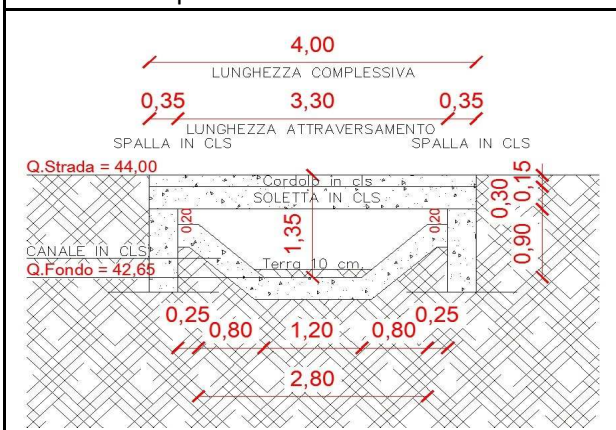 4,00
LUNGHEZZA COMPLESSIVA
0,35 3,30 0,35
LUNGHEZZA ATTRAVERSAMENTO
SPALLA IN CLS SPALLA IN CLS
Q.Strada = 44,00
Cordolo in cls
SOLETTA IN CLS
0,15
0,30
0,20
0,20
1,35
0,90
CANALE IN CLS
Terra 10 cm.
Q.Fondo = 42,65
0,25 0,80 1,20 0,80 0,25
2,80